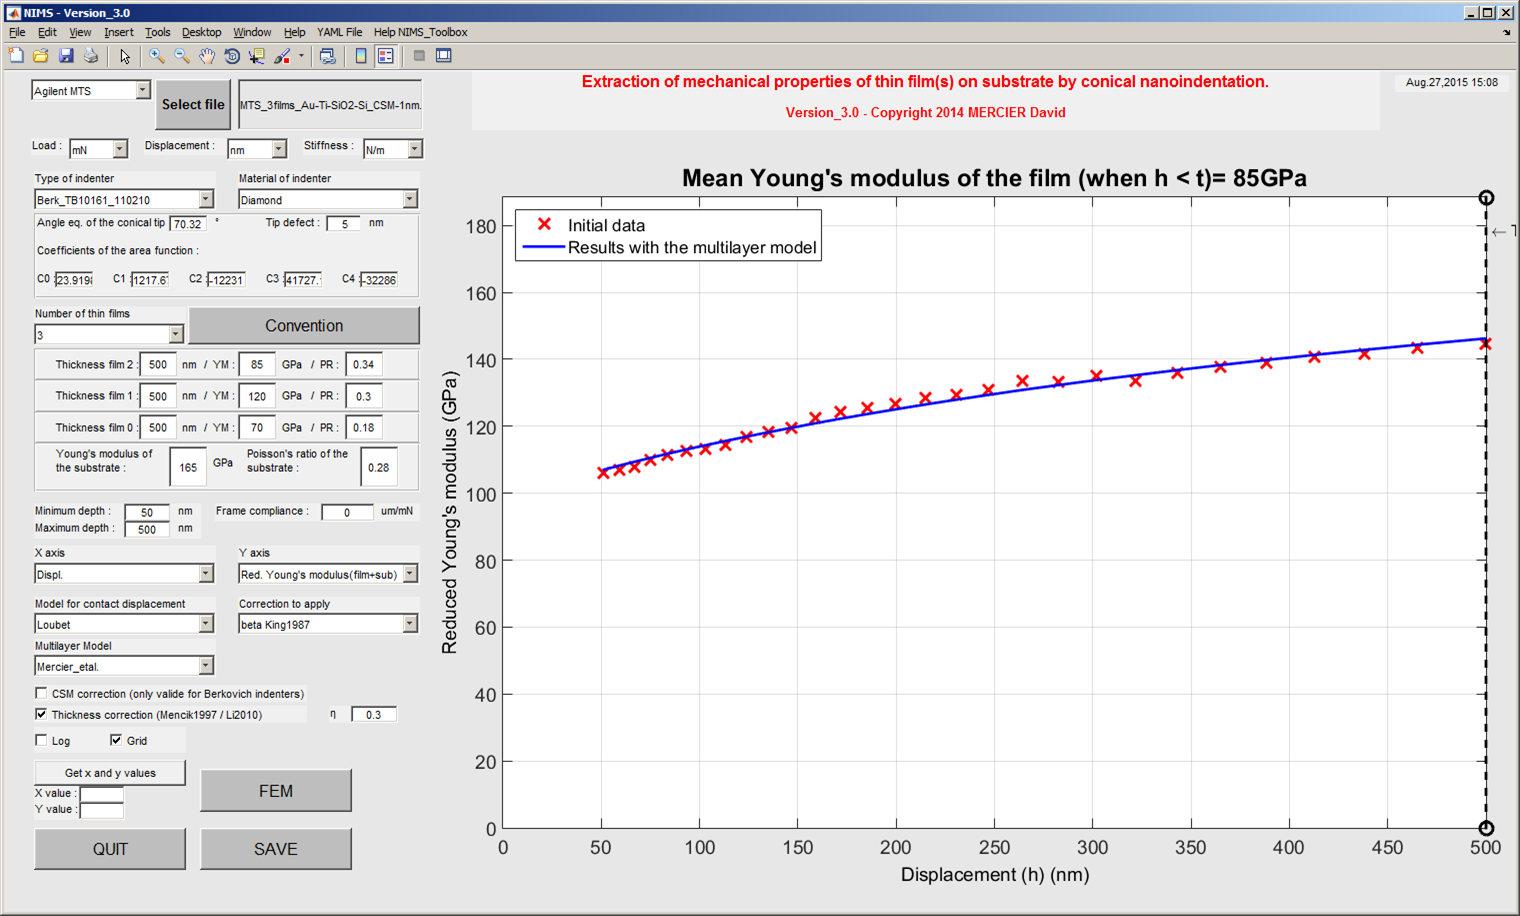 NIMS - Version_3.0
File Edit View Insert Tools Desktop Window Help YAML File Help NIMS_Toolbox
Agilent MTS
Select file
MTS_3films_Au-Ti-SiO2-Si_CSM-1nm.
Extraction of mechanical properties of thin film(s) on substrate by conical nanoindentation.
Version_3.0 - Copyright 2014 MERCIER David
Aug.27,2015 15:08
Load : mN Displacement : nm Stiffness : N/m
Type of indenter Material of indenter
Berk_TB10161_110210 Diamond
Angle eq. of the conical tip 70.32 ° Tip defect : 5 nm
Coefficients of the area function :
C0 : 23.919 C1 : 1217.6 C2 : -12231 C3 : 41727. C4 : -32286
Number of thin films
3
Convention
Thickness film 2 : 500 nm / YM : 85 GPa / PR : 0.34
Thickness film 1 : 500 nm / YM : 120 GPa / PR : 0.3
Thickness film 0 : 500 nm / YM : 70 GPa / PR : 0.18
Young's modulus of the substrate : 165 GPa Poisson's ratio of the substrate : 0.28
Minimum depth : 50 nm Frame compliance : 0 um/mN
Maximum depth : 500 nm
X axis Y axis
Displ. Red. Young's modulus(film+sub)
Model for contact displacement Correction to apply
Loubet beta King1987
Multilayer Model
Mercier_etal.
CSM correction (only valide for Berkovich indenters)
Thickness correction (Mencik1997 / Li2010) η 0.3
Log Grid
Get x and y values
X value :
Y value :
FEM
QUIT SAVE
Mean Young's modulus of the film (when h < t)= 85GPa
Initial data
Results with the multilayer model
←
Reduced Young's modulus (GPa)
180
160
140
120
100
80
60
40
20
0
0 50 100 150 200 250 300 350 400 450 500
Displacement (h) (nm)